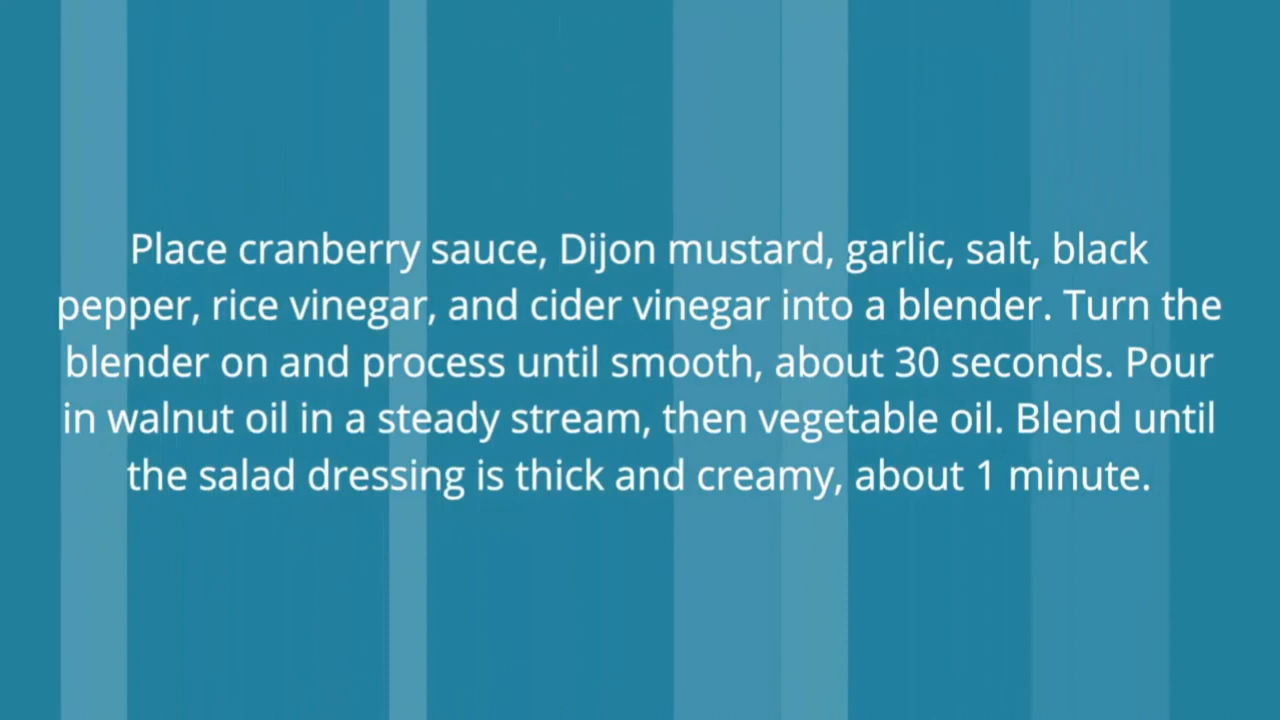 Place cranberry sauce, Dijon mustard, garlic, salt, black
pepper, rice vinegar, and cider vinegar into a blender. Turn the
blender on and process until smooth, about 30 seconds. Pour
in walnut oil in a steady stream, then vegetable oil. Blend until
the salad dressing is thick and creamy, about 1 minute.